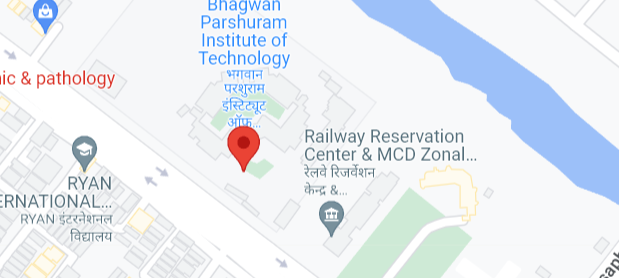 Bhagwan
Parshuram
Institute of
Technology
भगवान
परशुराम
इंस्टिट्यूट
ऑफ़...
nic & pathology
Railway Reservation
Center & MCD Zonal...
रेलवे रिजर्वेशन
केन्द्र &...
RYAN
ERNATIONAL...
RYAN इंटरनेशनल
विद्यालय